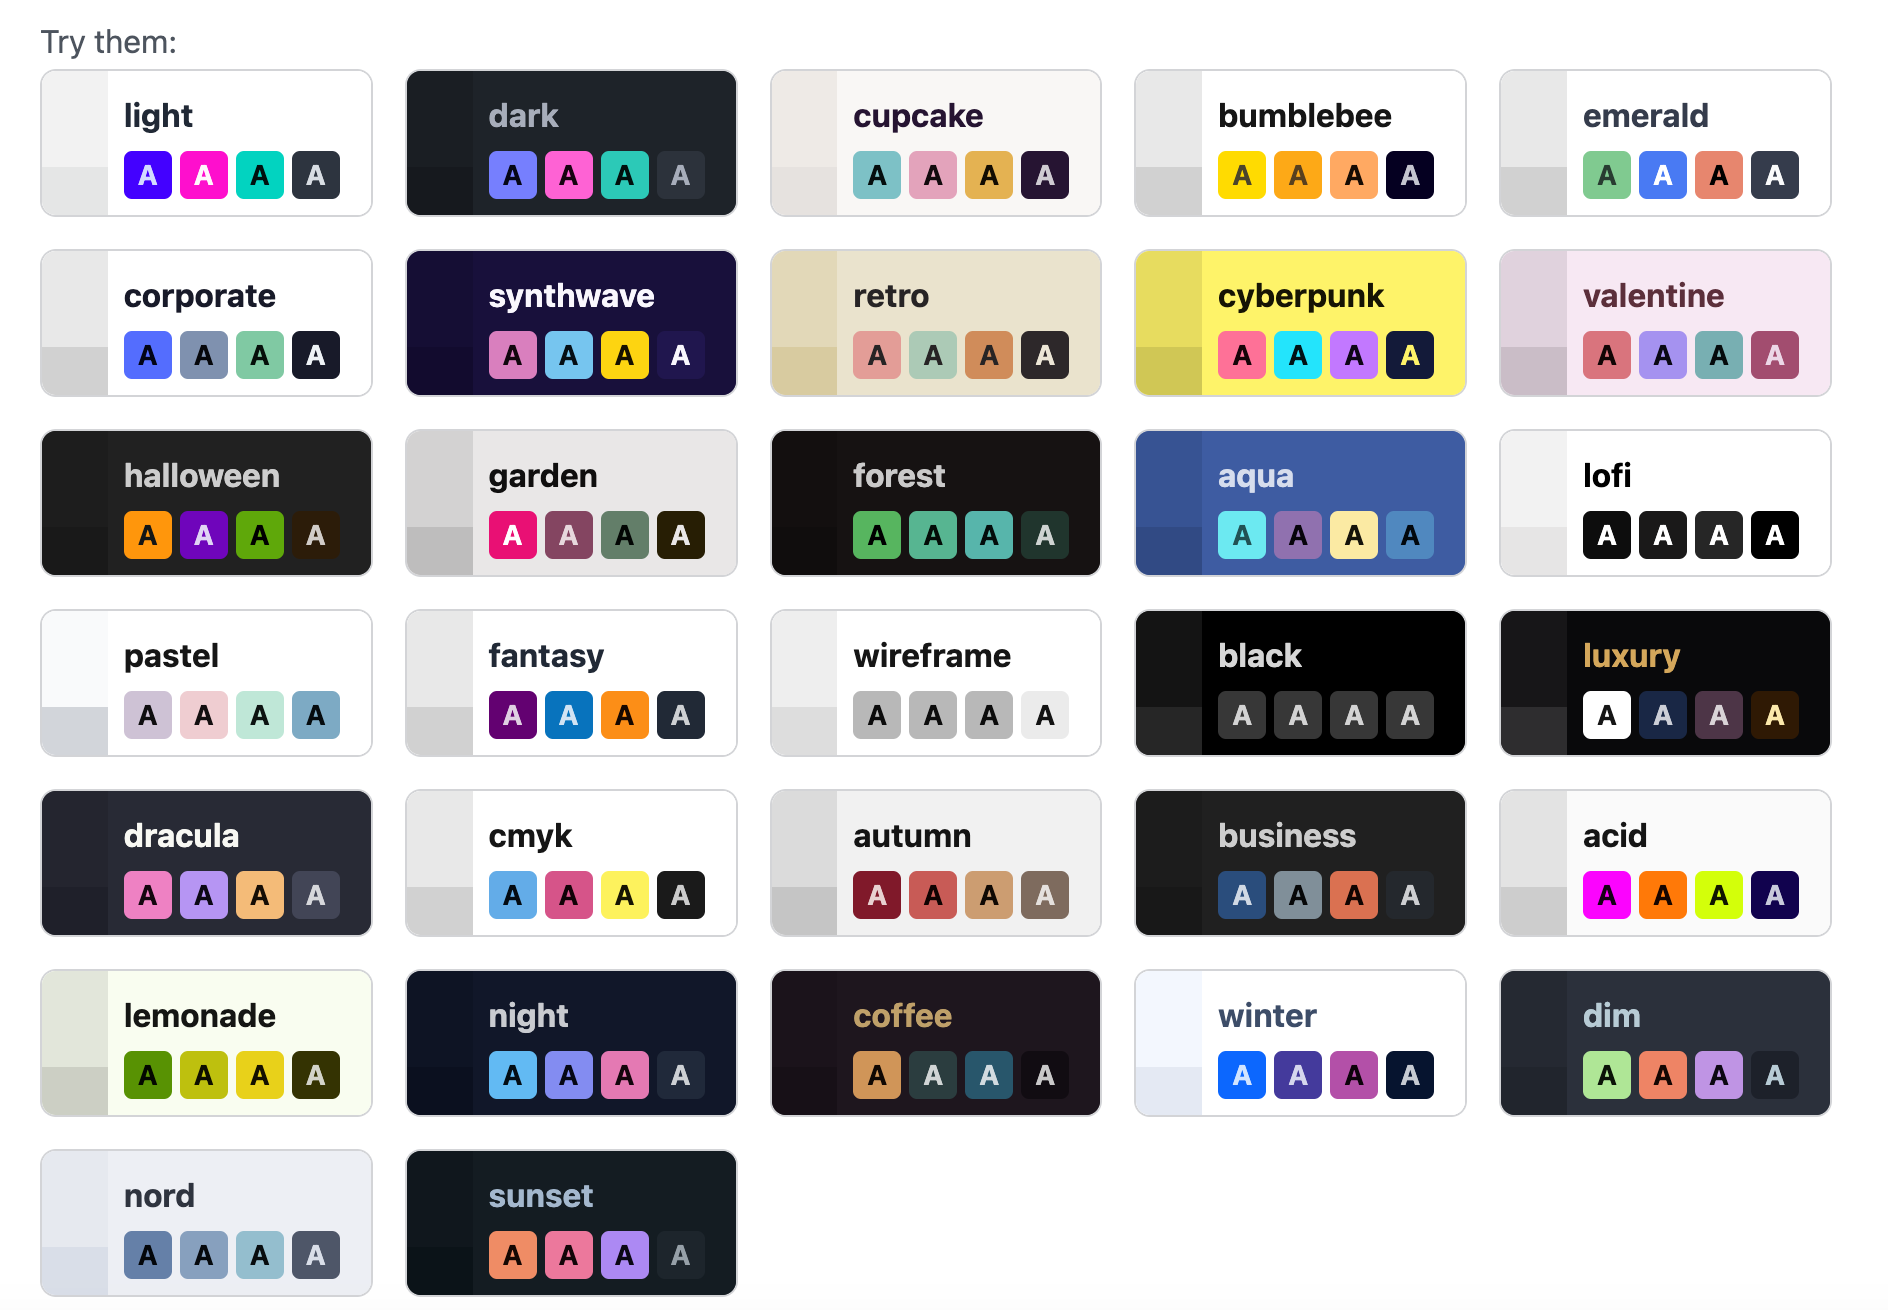 Try them:
light
A A A A
dark
A A A A
cupcake
A A A A
bumblebee
A A A A
emerald
A A A A
corporate
A A A A
synthwave
A A A A
retro
A A A A
cyberpunk
A A A A
valentine
A A A A
halloween
A A A A
garden
A A A A
forest
A A A A
aqua
A A A A
lofi
A A A A
pastel
A A A A
fantasy
A A A A
wireframe
A A A A
black
A A A A
luxury
A A A A
dracula
A A A A
cmyk
A A A A
autumn
A A A A
business
A A A A
acid
A A A A
lemonade
A A A A
night
A A A A
coffee
A A A A
winter
A A A A
dim
A A A A
nord
A A A A
sunset
A A A A